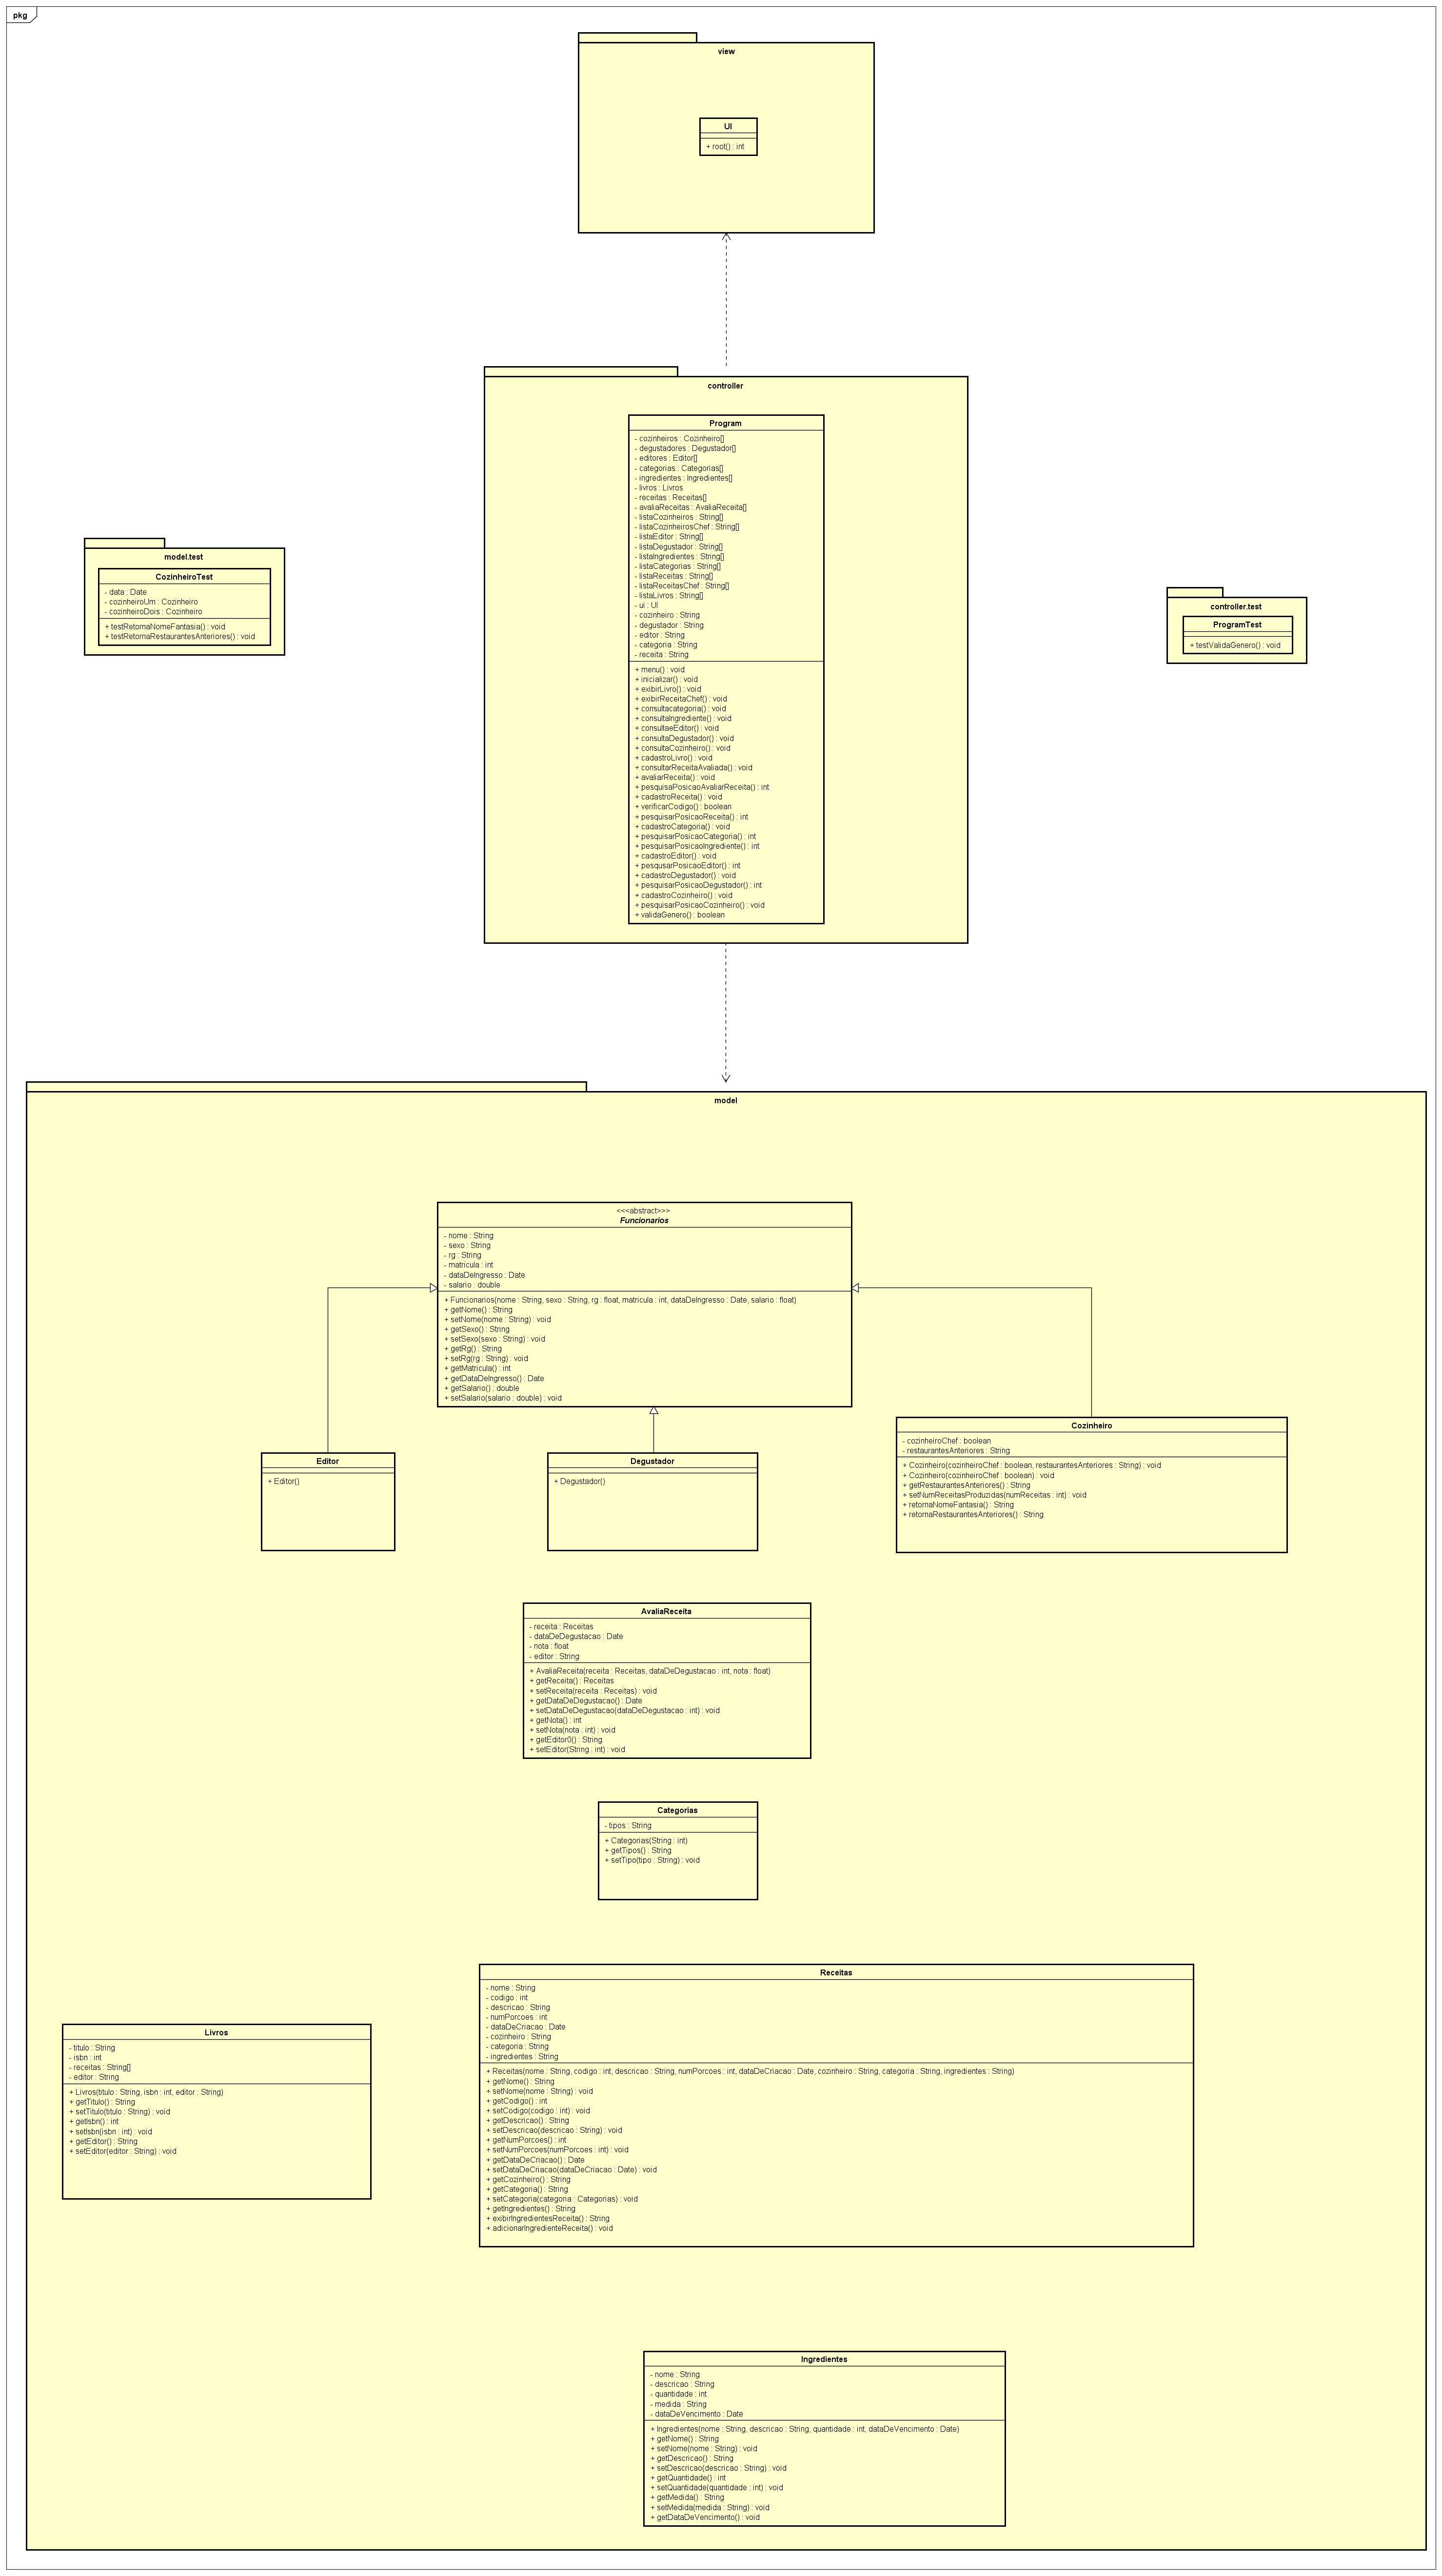 pkg
view
UI
+ root() : int
controller
Program
- cozinheiros : Cozinheiro[]
- degustadores : Degustador[]
- editores : Editor[]
- categorias : Categorias[]
- ingredientes : Ingredientes[]
- livros : Livros
- receitas : Receitas[]
- avaliaReceitas : AvaliaReceita[]
- listaCozinheiros : String[]
- listaCozinheirosChef : String[]
- listaEditor : String[]
- listaDegustador : String[]
- listaIngredientes : String[]
- listaCategorias : String[]
- listaReceitas : String[]
- listaReceitasChef : String[]
- listaLivros : String[]
- ui : UI
- cozinheiro : String
- degustador : String
- editor : String
- categoria : String
- receita : String
+ menu() : void
+ inicializar() : void
+ exibirLivro() : void
+ exibirReceitaChef() : void
+ consultacategoria() : void
+ consultaIngrediente() : void
+ consultaeEditor() : void
+ consultaDegustador() : void
+ consultaCozinheiro() : void
+ cadastroLivro() : void
+ consultarReceitaAvaliada() : void
+ avaliarReceita() : void
+ pesquisaPosicaoAvaliarReceita() : int
+ cadastroReceita() : void
+ verificarCodigo() : boolean
+ pesquisarPosicaoReceita() : int
+ cadastroCategoria() : void
+ pesquisarPosicaoCategoria() : int
+ pesquisarPosicaoIngrediente() : int
+ cadastroEditor() : void
+ pesqusarPosicaoEditor() : int
+ cadastroDegustador() : void
+ pesquisarPosicaoDegustador() : int
+ cadastroCozinheiro() : void
+ pesquisarPosicaoCozinheiro() : void
+ validaGenero() : boolean
model.test
CozinheiroTest
- data : Date
- cozinheiroUm : Cozinheiro
- cozinheiroDois : Cozinheiro
+ testRetornaNomeFantasia() : void
+ testRetornaRestaurantesAnteriores() : void
controller.test
ProgramTest
+ testValidaGenero() : void
model
<<<abstract>>>
Funcionarios
- nome : String
- sexo : String
- rg : String
- matricula : int
- dataDeIngresso : Date
- salario : double
+ Funcionarios(nome : String, sexo : String, rg : float, matricula : int, dataDeIngresso : Date, salario : float)
+ getNome() : String
+ setNome(nome : String) : void
+ getSexo() : String
+ setSexo(sexo : String) : void
+ getRg() : String
+ setRg(rg : String) : void
+ getMatricula() : int
+ getDataDeIngresso() : Date
+ getSalario() : double
+ setSalario(salario : double) : void
Editor
+ Editor()
Degustador
+ Degustador()
Cozinheiro
- cozinheiroChef : boolean
- restaurantesAnteriores : String
+ Cozinheiro(cozinheiroChef : boolean, restaurantesAnteriores : String) : void
+ Cozinheiro(cozinheiroChef : boolean) : void
+ getRestaurantesAnteriores() : String
+ setNumReceitasProduzidas(numReceitas : int) : void
+ retornaNomeFantasia() : String
+ retornaRestaurantesAnteriores() : String
AvaliaReceita
- receita : Receitas
- dataDeDegustacao : Date
- nota : float
- editor : String
+ AvaliaReceita(receita : Receitas, dataDeDegustacao : int, nota : float)
+ getReceita() : Receitas
+ setReceita(receita : Receitas) : void
+ getDataDeDegustacao() : Date
+ setDataDeDegustacao(dataDeDegustacao : int) : void
+ getNota() : int
+ setNota(nota : int) : void
+ getEditor0() : String
+ setEditor(String : int) : void
Categorias
- tipos : String
+ Categorias(String : int)
+ getTipos() : String
+ setTipo(tipo : String) : void
Receitas
- nome : String
- codigo : int
- descricao : String
- numPorcoes : int
- dataDeCriacao : Date
- cozinheiro : String
- categoria : String
- ingredientes : String
+ Receitas(nome : String, codigo : int, descricao : String, numPorcoes : int, dataDeCriacao : Date, cozinheiro : String, categoria : String, ingredientes : String)
+ getNome() : String
+ setNome(nome : String) : void
+ getCodigo() : int
+ setCodigo(codigo : int) : void
+ getDescricao() : String
+ setDescricao(descricao : String) : void
+ getNumPorcoes() : int
+ setNumPorcoes(numPorcoes : int) : void
+ getDataDeCriacao() : Date
+ setDataDeCriacao(dataDeCriacao : Date) : void
+ getCozinheiro() : String
+ getCategoria() : String
+ setCategoria(categoria : Categorias) : void
+ getIngredientes() : String
+ exibirIngredientesReceita() : String
+ adicionarIngredienteReceita() : void
Livros
- titulo : String
- isbn : int
- receitas : String[]
- editor : String
+ Livros(titulo : String, isbn : int, editor : String)
+ getTitulo() : String
+ setTitulo(titulo : String) : void
+ getIsbn() : int
+ setIsbn(isbn : int) : void
+ getEditor() : String
+ setEditor(editor : String) : void
Ingredientes
- nome : String
- descricao : String
- quantidade : int
- medida : String
- dataDeVencimento : Date
+ Ingredientes(nome : String, descricao : String, quantidade : int, dataDeVencimento : Date)
+ getNome() : String
+ setNome(nome : String) : void
+ getDescricao() : String
+ setDescricao(descricao : String) : void
+ getQuantidade() : int
+ setQuantidade(quantidade : int) : void
+ getMedida() : String
+ setMedida(medida : String) : void
+ getDataDeVencimento() : void